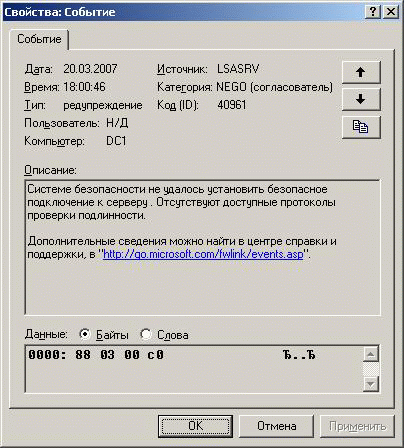 Свойства: Событие
Событие
Дата: 20.03.2007 Источник: LSASRV
Время: 18:00:46 Категория: NEGO (согласователь)
Тип: редупреждение Код (ID): 40961
Пользователь: Н/Д
Компьютер: DC1
Описание:
Системе безопасности не удалось установить безопасное
подключение к серверу . Отсутствуют доступные протоколы
проверки подлинности.
Дополнительные сведения можно найти в центре справки и
поддержки, в "http://go.microsoft.com/fwlink/events.asp".
Данные: Байты Слова
0000: 88 03 00 c0 Ђ..Ђ
OK Отмена Применить